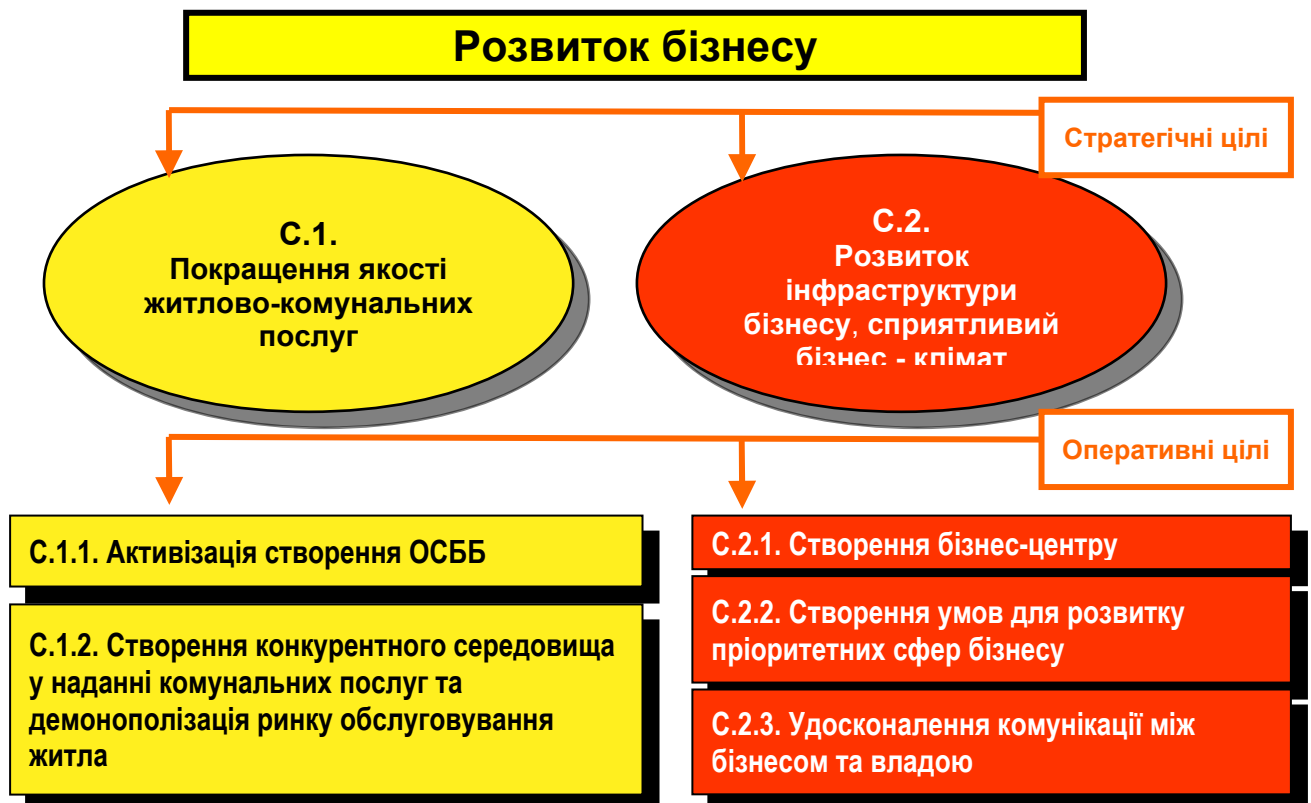 Розвиток бізнесу
Стратегічні цілі
С.1.
Покращення якості
житлово-комунальних
послуг
С.2.
Розвиток
інфраструктури
бізнесу, сприятливий
бізнес - клімат
Оперативні цілі
С.1.1. Активізація створення ОСББ
С.1.2. Створення конкурентного середовища
у наданні комунальних послуг та
демонополізація ринку обслуговування
житла
С.2.1. Створення бізнес-центру
С.2.2. Створення умов для розвитку
пріоритетних сфер бізнесу
С.2.3. Удосконалення комунікації між
бізнесом та владою